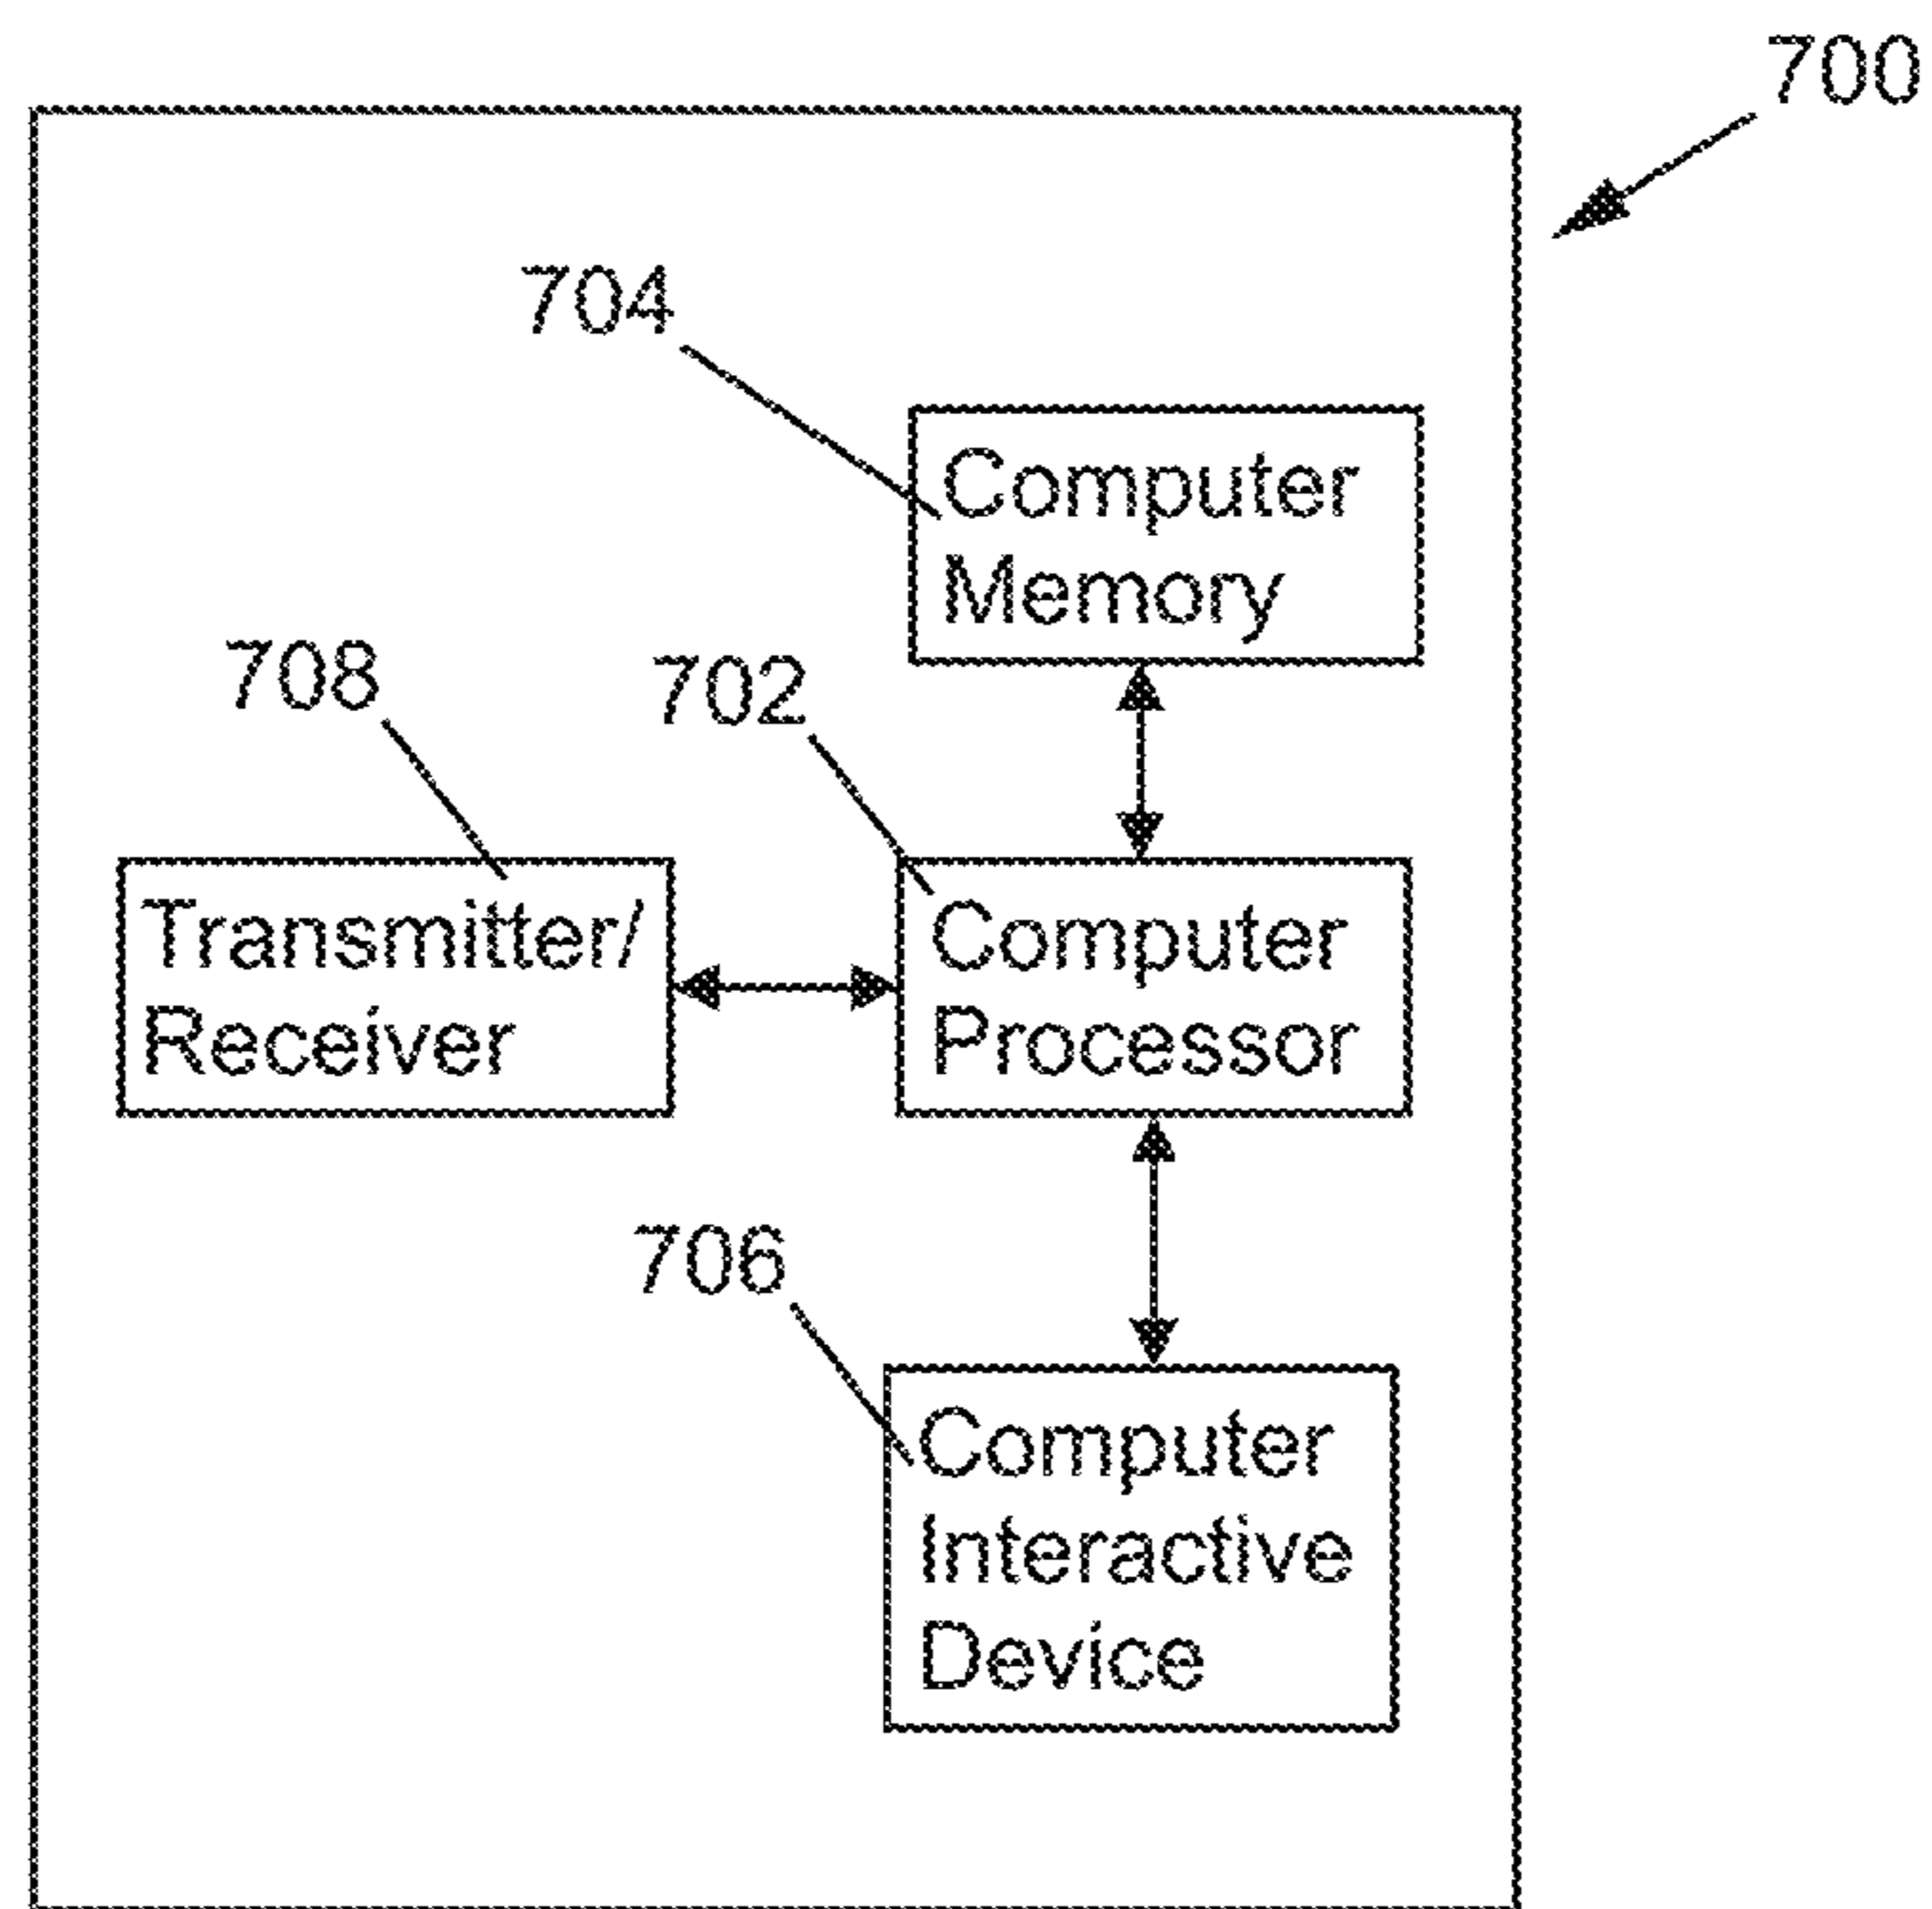 700
704
Computer
Memory
708
702
Transmitter/
Receiver
Computer
Processor
706
Computer
Interactive
Device